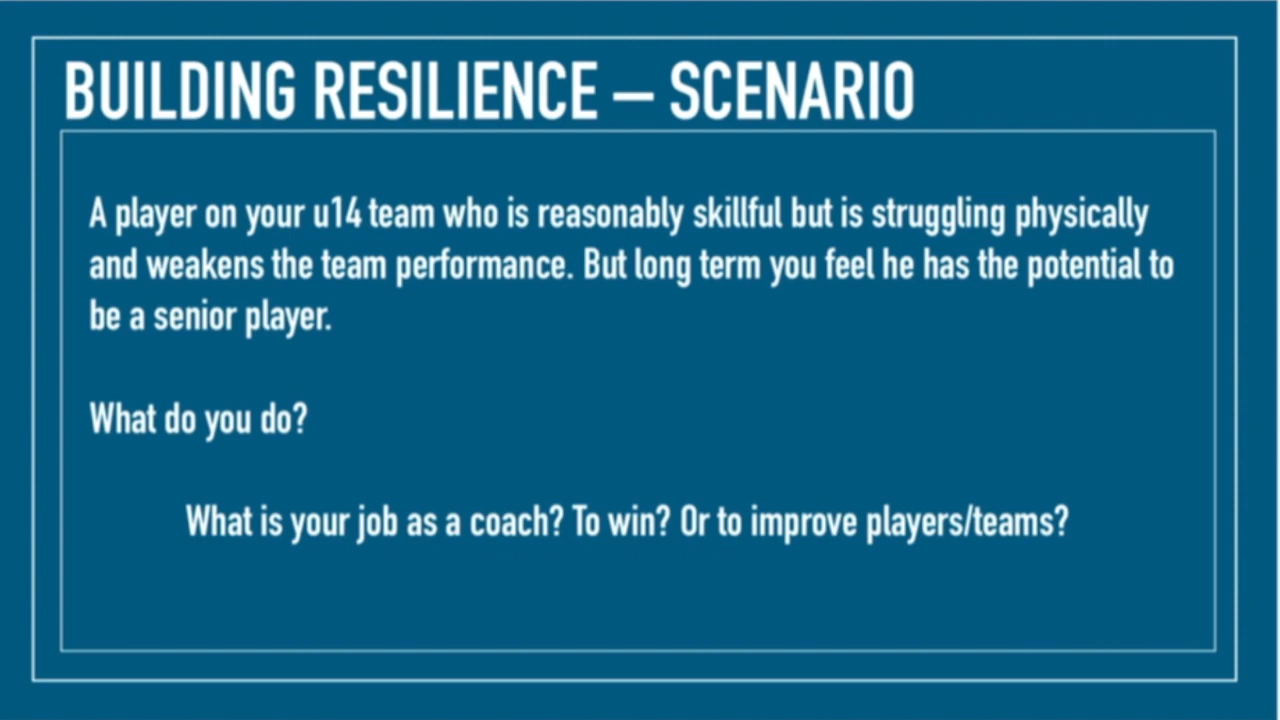 BUILDING RESILIENCE – SCENARIO
A player on your u14 team who is reasonably skillful but is struggling physically
and weakens the team performance. But long term you feel he has the potential to
be a senior player.
What do you do?
What is your job as a coach? To win? Or to improve players/teams?